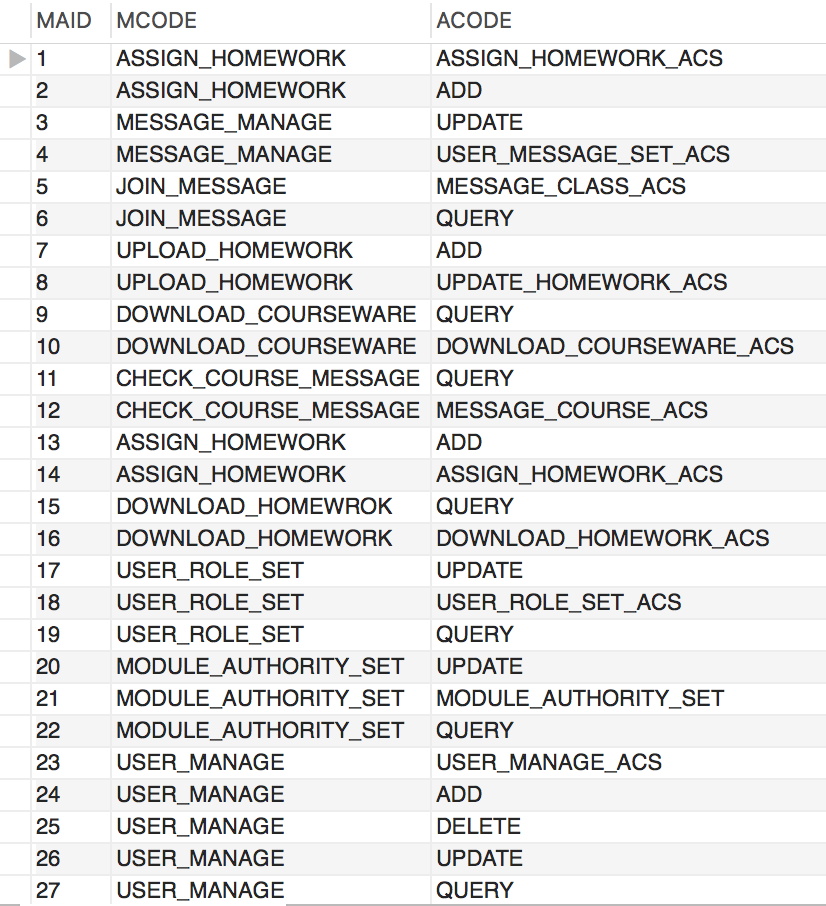 MAID MCODE ACODE
1 ASSIGN_HOMEWORK ASSIGN_HOMEWORK_ACS
2 ASSIGN_HOMEWORK ADD
3 MESSAGE_MANAGE UPDATE
4 MESSAGE_MANAGE USER_MESSAGE_SET_ACS
5 JOIN_MESSAGE MESSAGE_CLASS_ACS
6 JOIN_MESSAGE QUERY
7 UPLOAD_HOMEWORK ADD
8 UPLOAD_HOMEWORK UPDATE_HOMEWORK_ACS
9 DOWNLOAD_COURSEWARE QUERY
10 DOWNLOAD_COURSEWARE DOWNLOAD_COURSEWARE_ACS
11 CHECK_COURSE_MESSAGE QUERY
12 CHECK_COURSE_MESSAGE MESSAGE_COURSE_ACS
13 ASSIGN_HOMEWORK ADD
14 ASSIGN_HOMEWORK ASSIGN_HOMEWORK_ACS
15 DOWNLOAD_HOMEWROK QUERY
16 DOWNLOAD_HOMEWORK DOWNLOAD_HOMEWORK_ACS
17 USER_ROLE_SET UPDATE
18 USER_ROLE_SET USER_ROLE_SET_ACS
19 USER_ROLE_SET QUERY
20 MODULE_AUTHORITY_SET UPDATE
21 MODULE_AUTHORITY_SET MODULE_AUTHORITY_SET
22 MODULE_AUTHORITY_SET QUERY
23 USER_MANAGE USER_MANAGE_ACS
24 USER_MANAGE ADD
25 USER_MANAGE DELETE
26 USER_MANAGE UPDATE
27 USER_MANAGE QUERY